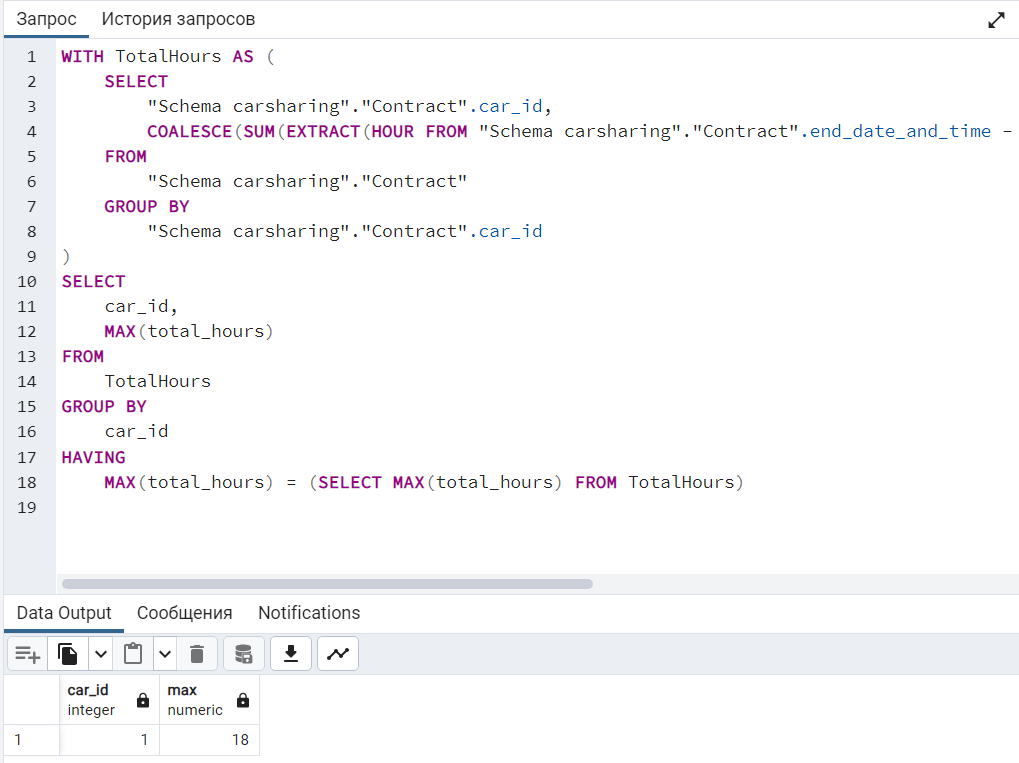 Запрос История запросов
1 WITH TotalHours AS (
2 SELECT
3 "Schema carsharing"."Contract".car_id,
4 COALESCE(SUM(EXTRACT(HOUR FROM "Schema carsharing"."Contract".end_date_and_time -
5 FROM
6 "Schema carsharing"."Contract"
7 GROUP BY
8 "Schema carsharing"."Contract".car_id
9 )
10 SELECT
11 car_id,
12 MAX(total_hours)
13 FROM
14 TotalHours
15 GROUP BY
16 car_id
17 HAVING
18 MAX(total_hours) = (SELECT MAX(total_hours) FROM TotalHours)
19
Data Output Сообщения Notifications
car_id max
integer numeric
1 1 18